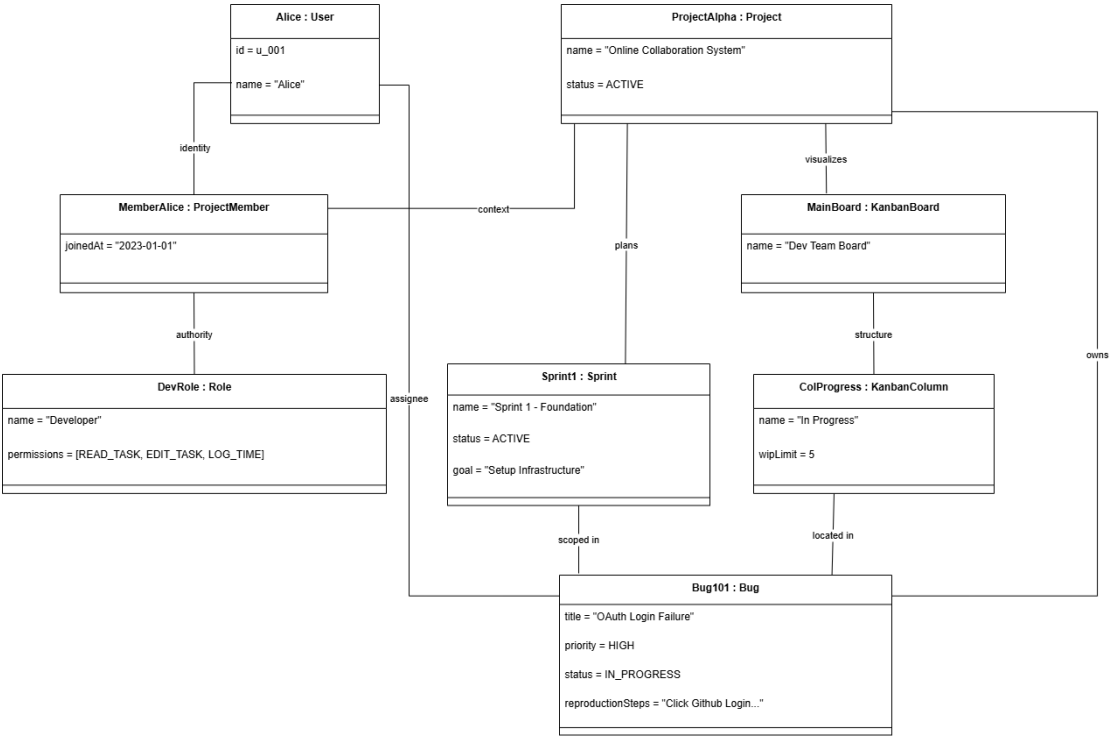 Alice : User
id = u_001
name = "Alice"
ProjectAlpha : Project
name = "Online Collaboration System"
status = ACTIVE
identity
visualizes
MemberAlice : ProjectMember
joinedAt = "2023-01-01"
context
MainBoard : KanbanBoard
name = "Dev Team Board"
plans
authority
structure
owns
DevRole : Role
name = "Developer"
permissions = [READ_TASK, EDIT_TASK, LOG_TIME]
assignee
Sprint1 : Sprint
name = "Sprint 1 - Foundation"
status = ACTIVE
goal = "Setup Infrastructure"
ColProgress : KanbanColumn
name = "In Progress"
wipLimit = 5
scoped in
located in
Bug101 : Bug
title = "OAuth Login Failure"
priority = HIGH
status = IN_PROGRESS
reproductionSteps = "Click Github Login..."